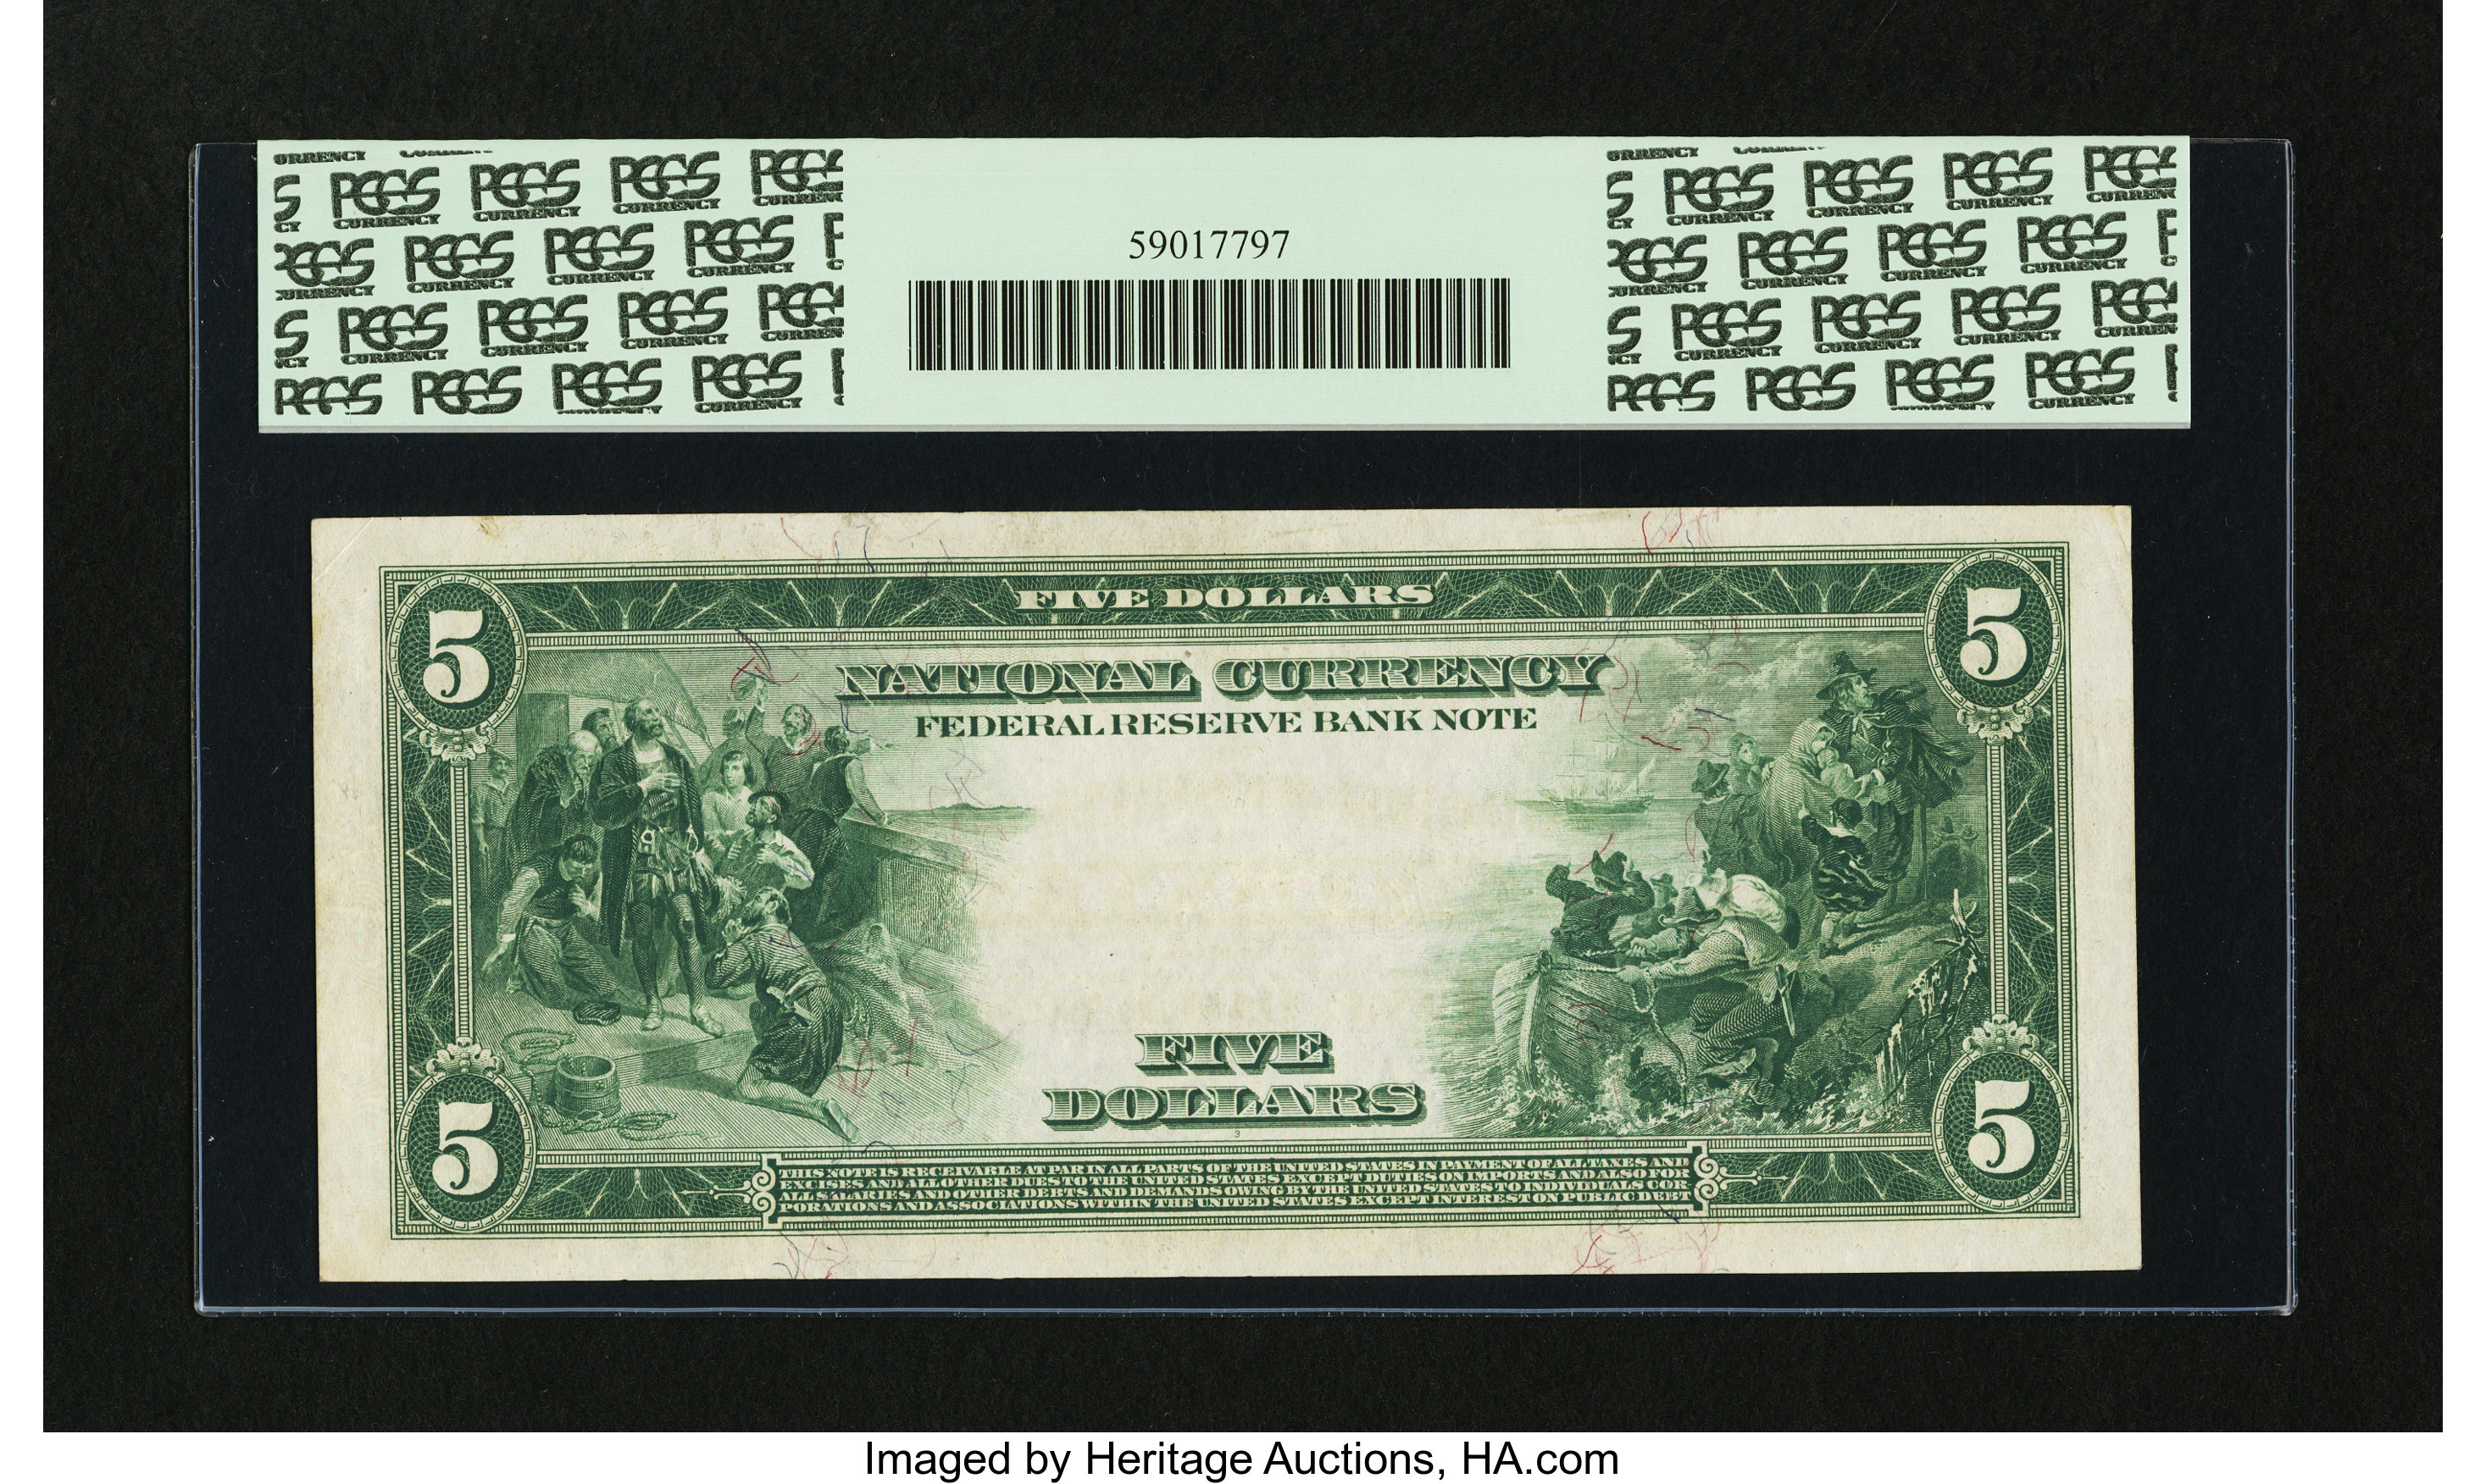 PCGS CURRENCY
59017797
FIVE DOLLARS
5 5
NATIONAL CURRENCY
FEDERAL RESERVE BANK NOTE
FIVE
DOLLARS
3
5 5
THIS NOTE IS RECEIVABLE AT PAR IN ALL PARTS OF THE UNITED STATES IN PAYMENT OF ALL TAXES AND
EXCISES AND ALL OTHER DUES TO THE UNITED STATES EXCEPT DUTIES ON IMPORTS AND ALSO FOR
ALL SALARIES AND OTHER DEBTS AND DEMANDS OWING BY THE UNITED STATES TO INDIVIDUALS COR
PORATIONS AND ASSOCIATIONS WITHIN THE UNITED STATES EXCEPT INTEREST ON PUBLIC DEBT
Imaged by Heritage Auctions, HA.com